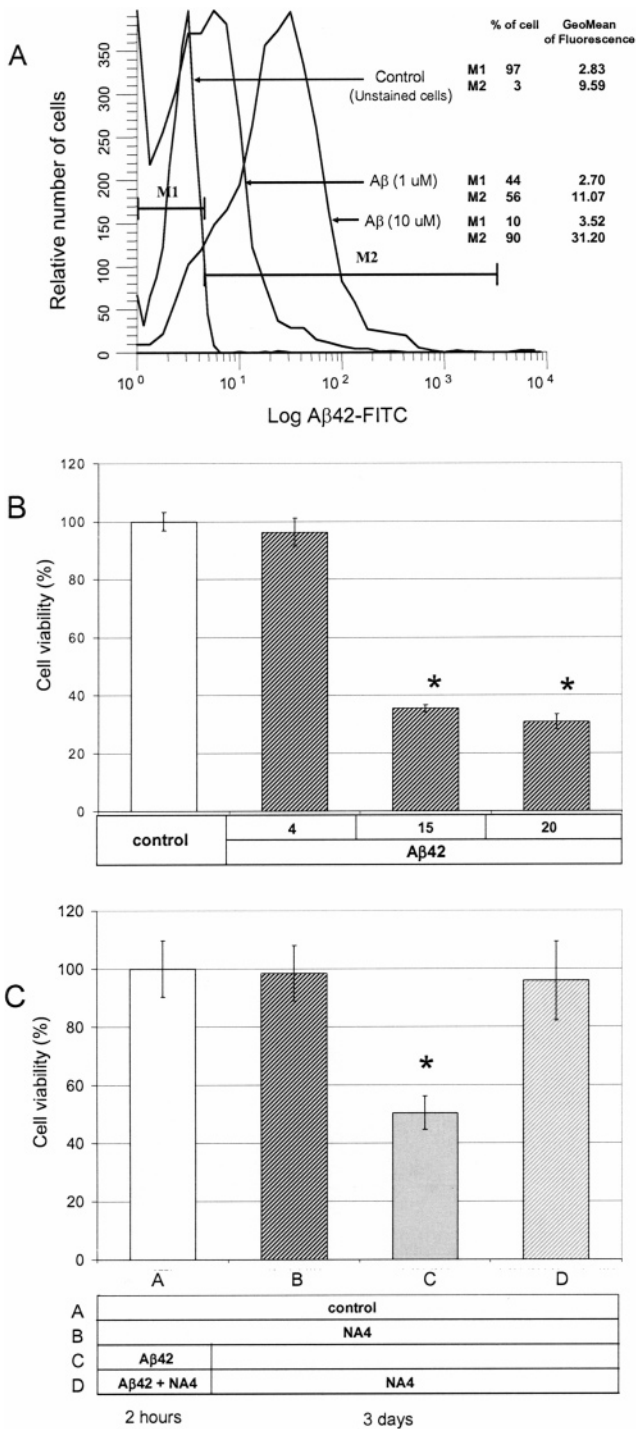 A
% of cell GeoMean of Fluorescence
Control (Unstained cells)
M1 97 2.83
M2 3 9.59
Aβ (1 uM)
M1 44 2.70
M2 56 11.07
Aβ (10 uM)
M1 10 3.52
M2 90 31.20
M1
M2
Relative number of cells
350
300
250
200
150
100
50
0
10⁰ 10¹ 10² 10³ 10⁴
Log Aβ42-FITC
B
Cell viability (%)
120
100
80
60
40
20
0
* *
control 4 15 20
Aβ42
C
Cell viability (%)
120
100
80
60
40
20
0
*
A B C D
A control
B NA4
C Aβ42
D Aβ42 + NA4 NA4
2 hours 3 days